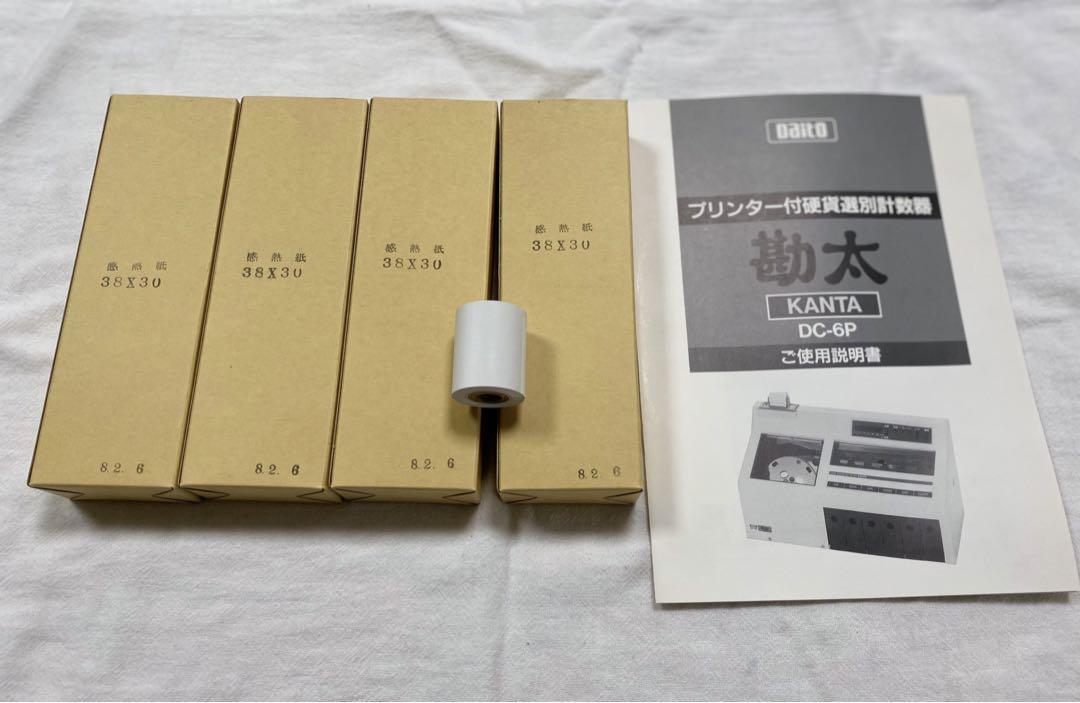 感熱紙
38X30
8.2.6
感熱紙
38X30
8.2.6
感熱紙
38X30
8.2.6
感熱紙
38X30
8.2.6
Daito
プリンター付硬貨選別計数器
勘太
KANTA
DC-6P
ご使用説明書